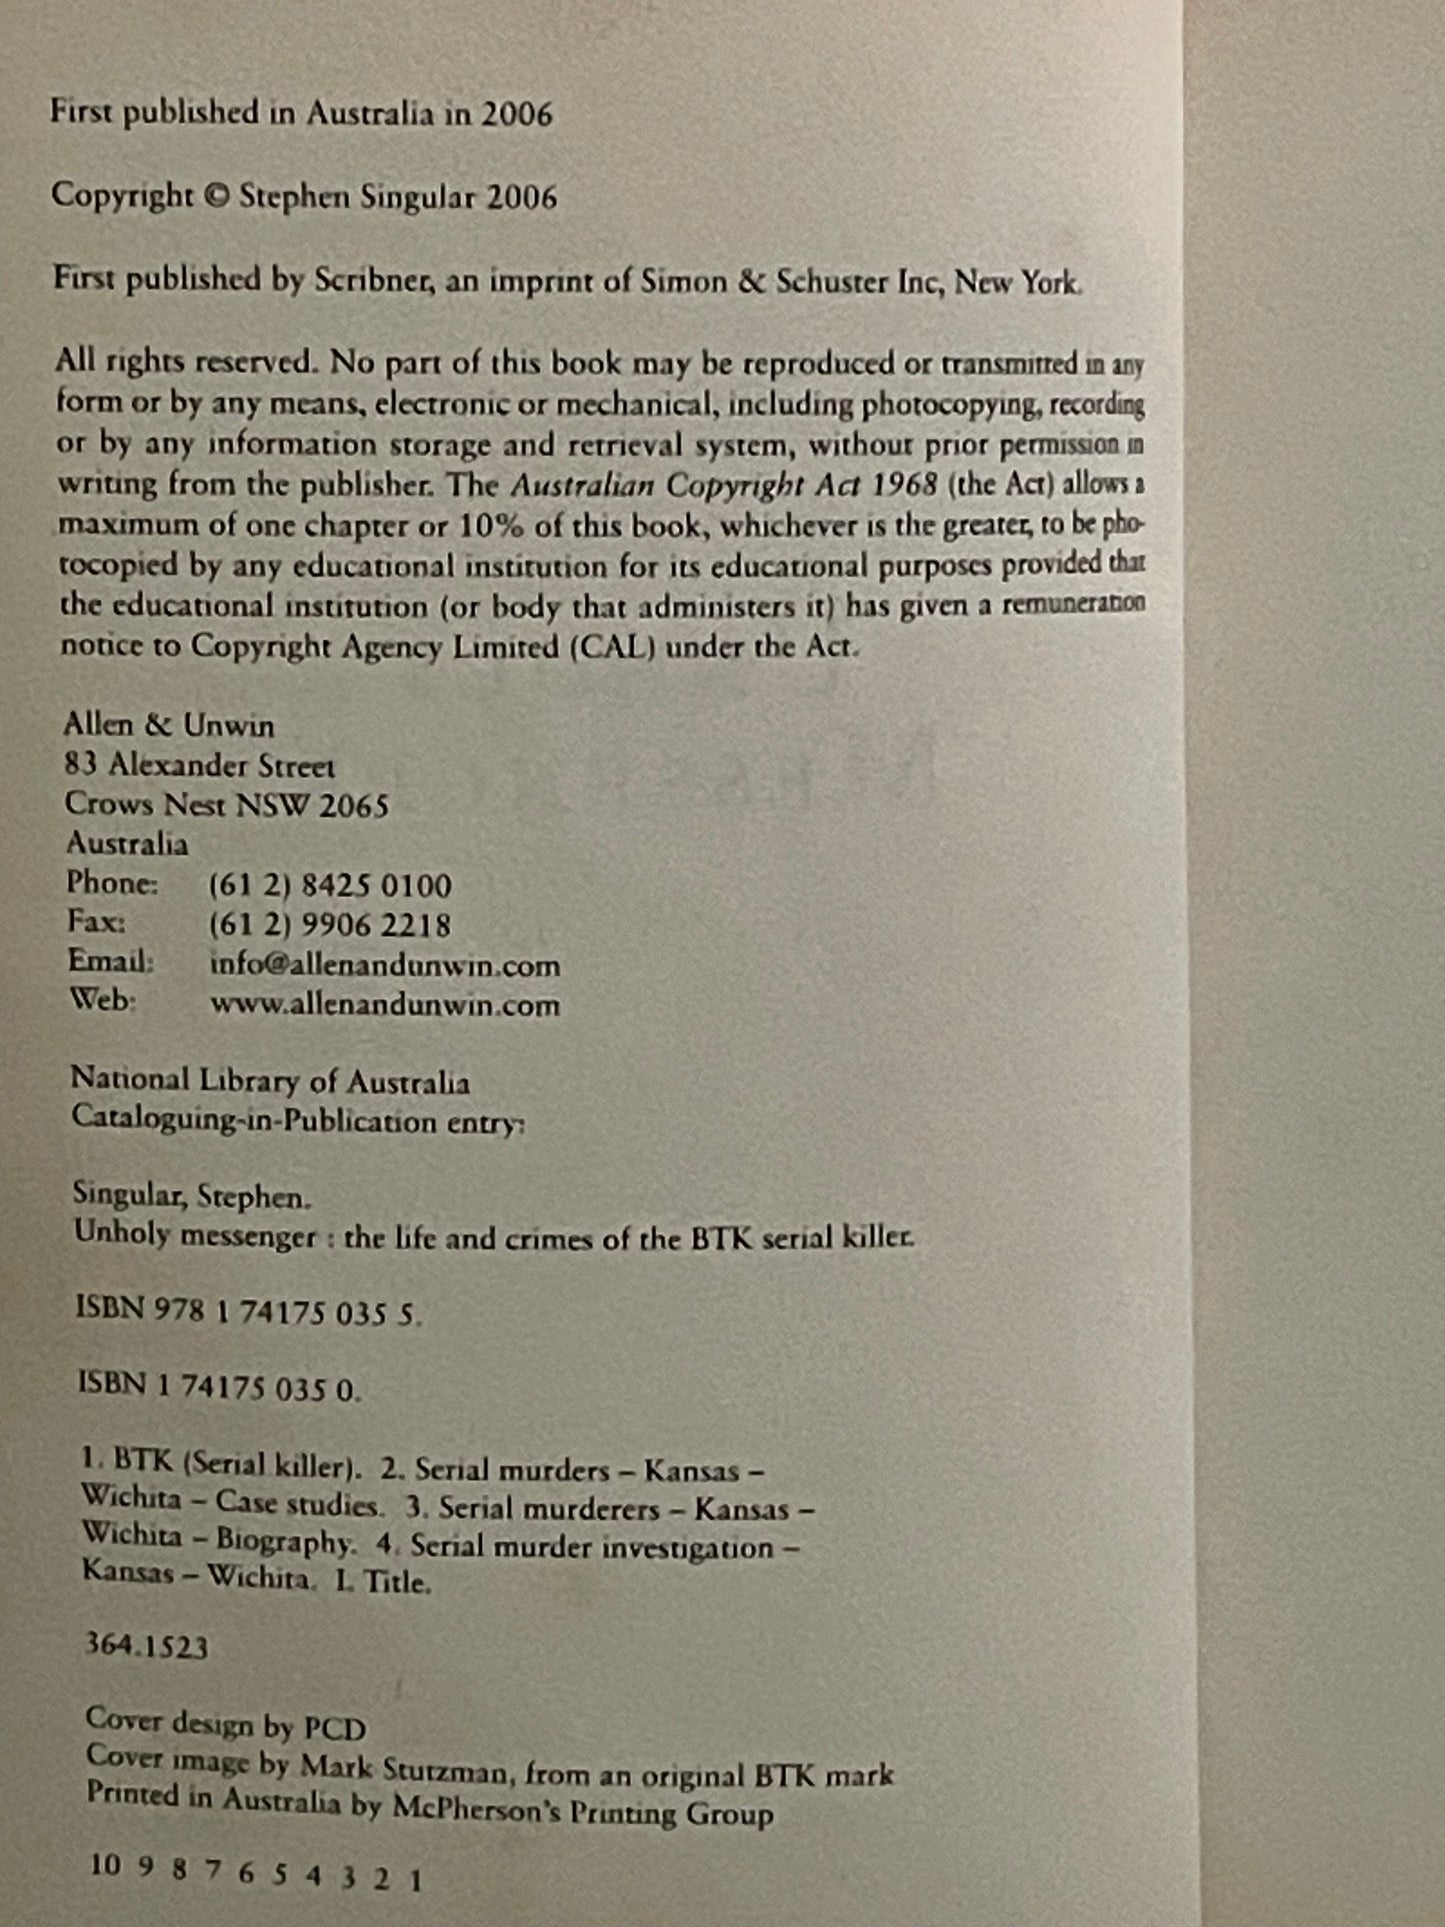 First published in Australia in 2006
Copyright © Stephen Singular 2006
First published by Scribner, an imprint of Simon & Schuster Inc, New York.
All rights reserved. No part of this book may be reproduced or transmitted in any
form or by any means, electronic or mechanical, including photocopying, recording
or by any information storage and retrieval system, without prior permission in
writing from the publisher. The Australian Copyright Act 1968 (the Act) allows a
maximum of one chapter or 10% of this book, whichever is the greater, to be pho-
tocopied by any educational institution for its educational purposes provided that
the educational institution (or body that administers it) has given a remuneration
notice to Copyright Agency Limited (CAL) under the Act.
Allen & Unwin
83 Alexander Street
Crows Nest NSW 2065
Australia
Phone: (61 2) 8425 0100
Fax: (61 2) 9906 2218
Email: info@allenandunwin.com
Web: www.allenandunwin.com
National Library of Australia
Cataloguing-in-Publication entry:
Singular, Stephen.
Unholy messenger : the life and crimes of the BTK serial killer.
ISBN 978 1 74175 035 5.
ISBN 1 74175 035 0.
1. BTK (Serial killer). 2. Serial murders – Kansas –
Wichita – Case studies. 3. Serial murderers – Kansas –
Wichita – Biography. 4. Serial murder investigation –
Kansas – Wichita. I. Title.
364.1523
Cover design by PCD
Cover image by Mark Stutzman, from an original BTK mark
Printed in Australia by McPherson's Printing Group
10 9 8 7 6 5 4 3 2 1